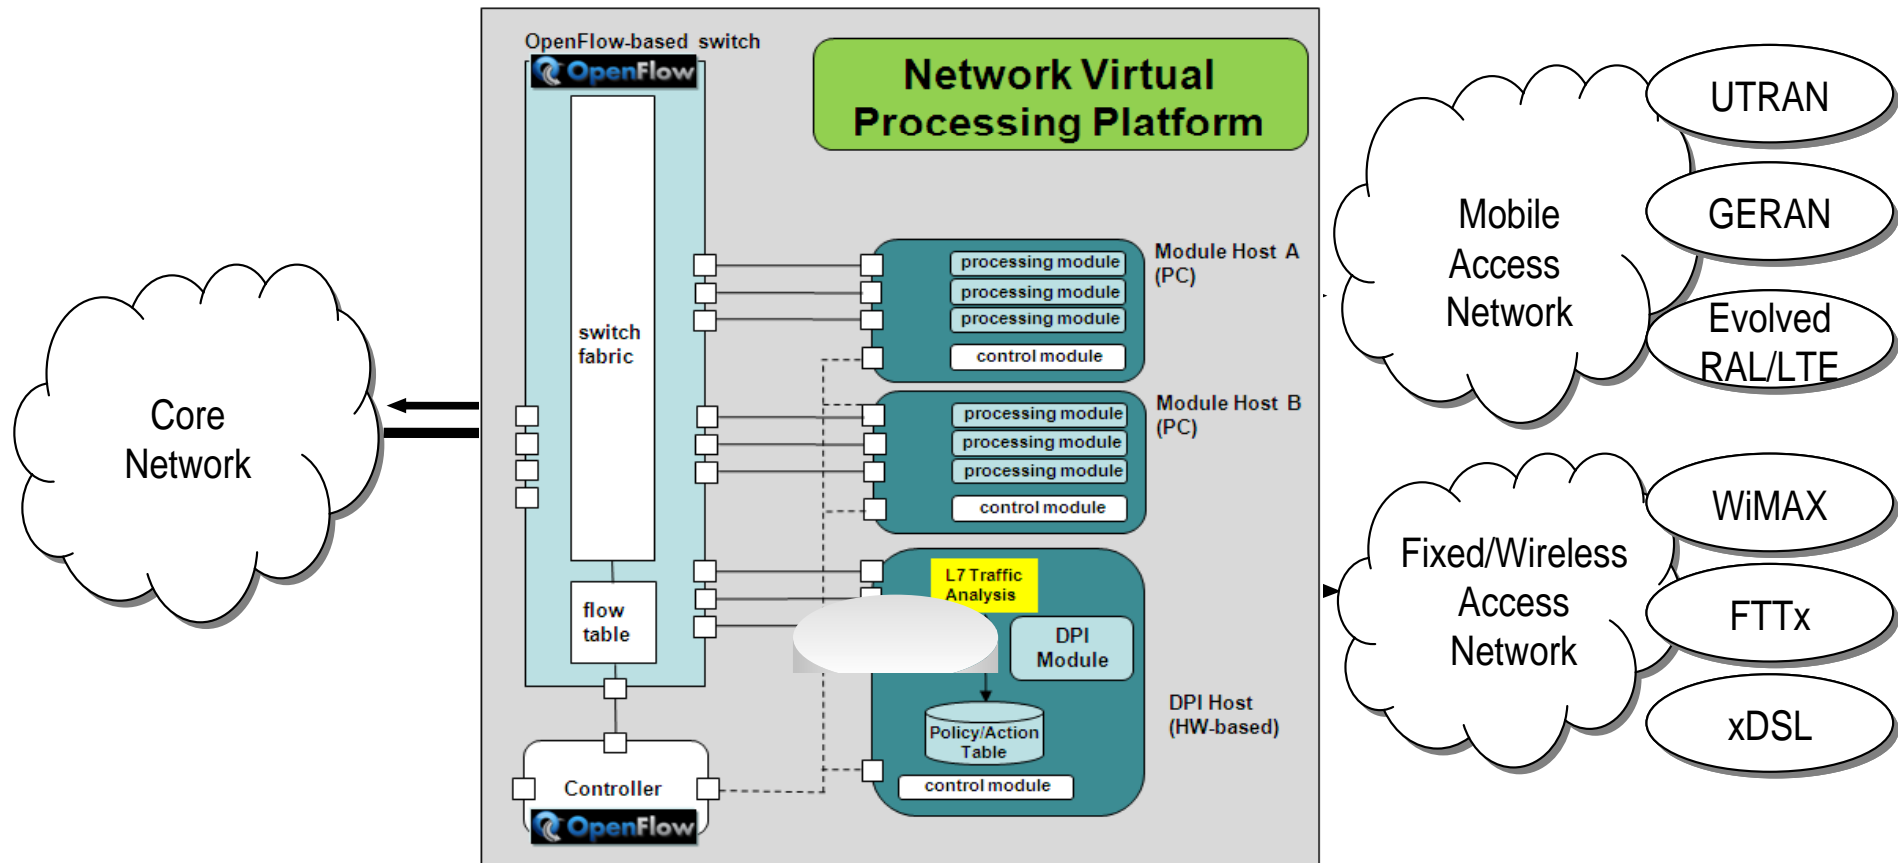 OpenFlow-based switch
OpenFlow
Network Virtual
Processing Platform
switch
fabric
flow
table
Controller
OpenFlow
Module Host A
(PC)
processing module
processing module
processing module
control module
Module Host B
(PC)
processing module
processing module
processing module
control module
L7 Traffic
Analysis
DPI
Module
Policy/Action
Table
control module
DPI Host
(HW-based)
Core
Network
Mobile
Access
Network
UTRAN
GERAN
Evolved
RAL/LTE
Fixed/Wireless
Access
Network
WiMAX
FTTx
xDSL